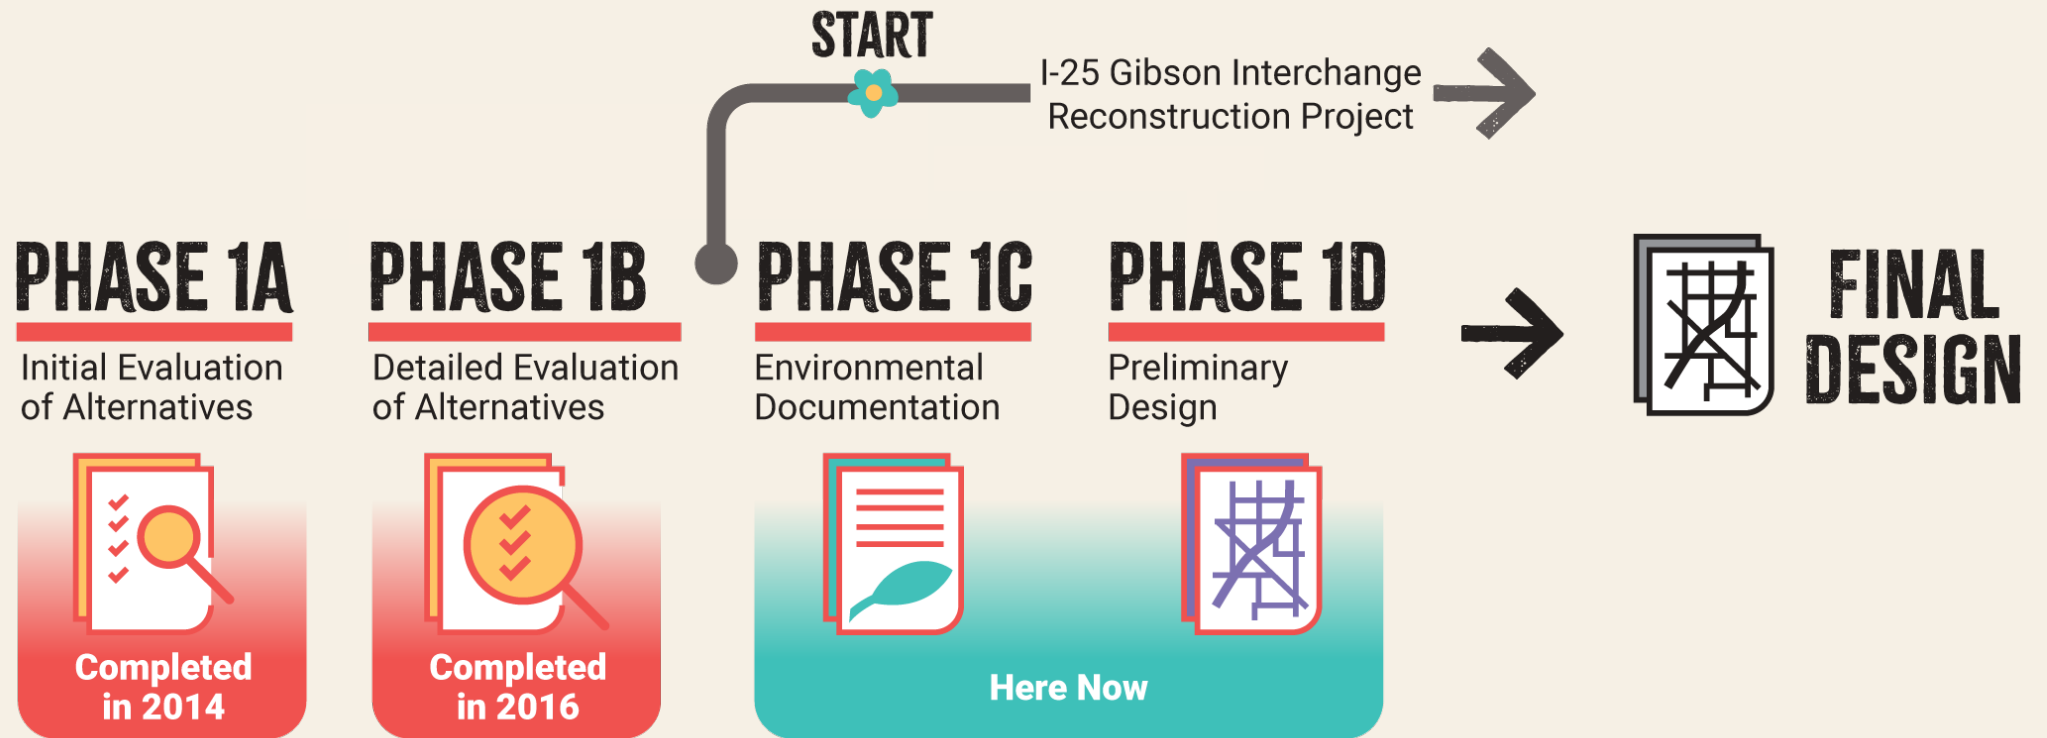 START
I-25 Gibson Interchange
Reconstruction Project
PHASE 1A
Initial Evaluation
of Alternatives
Completed
in 2014
PHASE 1B
Detailed Evaluation
of Alternatives
Completed
in 2016
PHASE 1C
Environmental
Documentation
PHASE 1D
Preliminary
Design
Here Now
FINAL
DESIGN